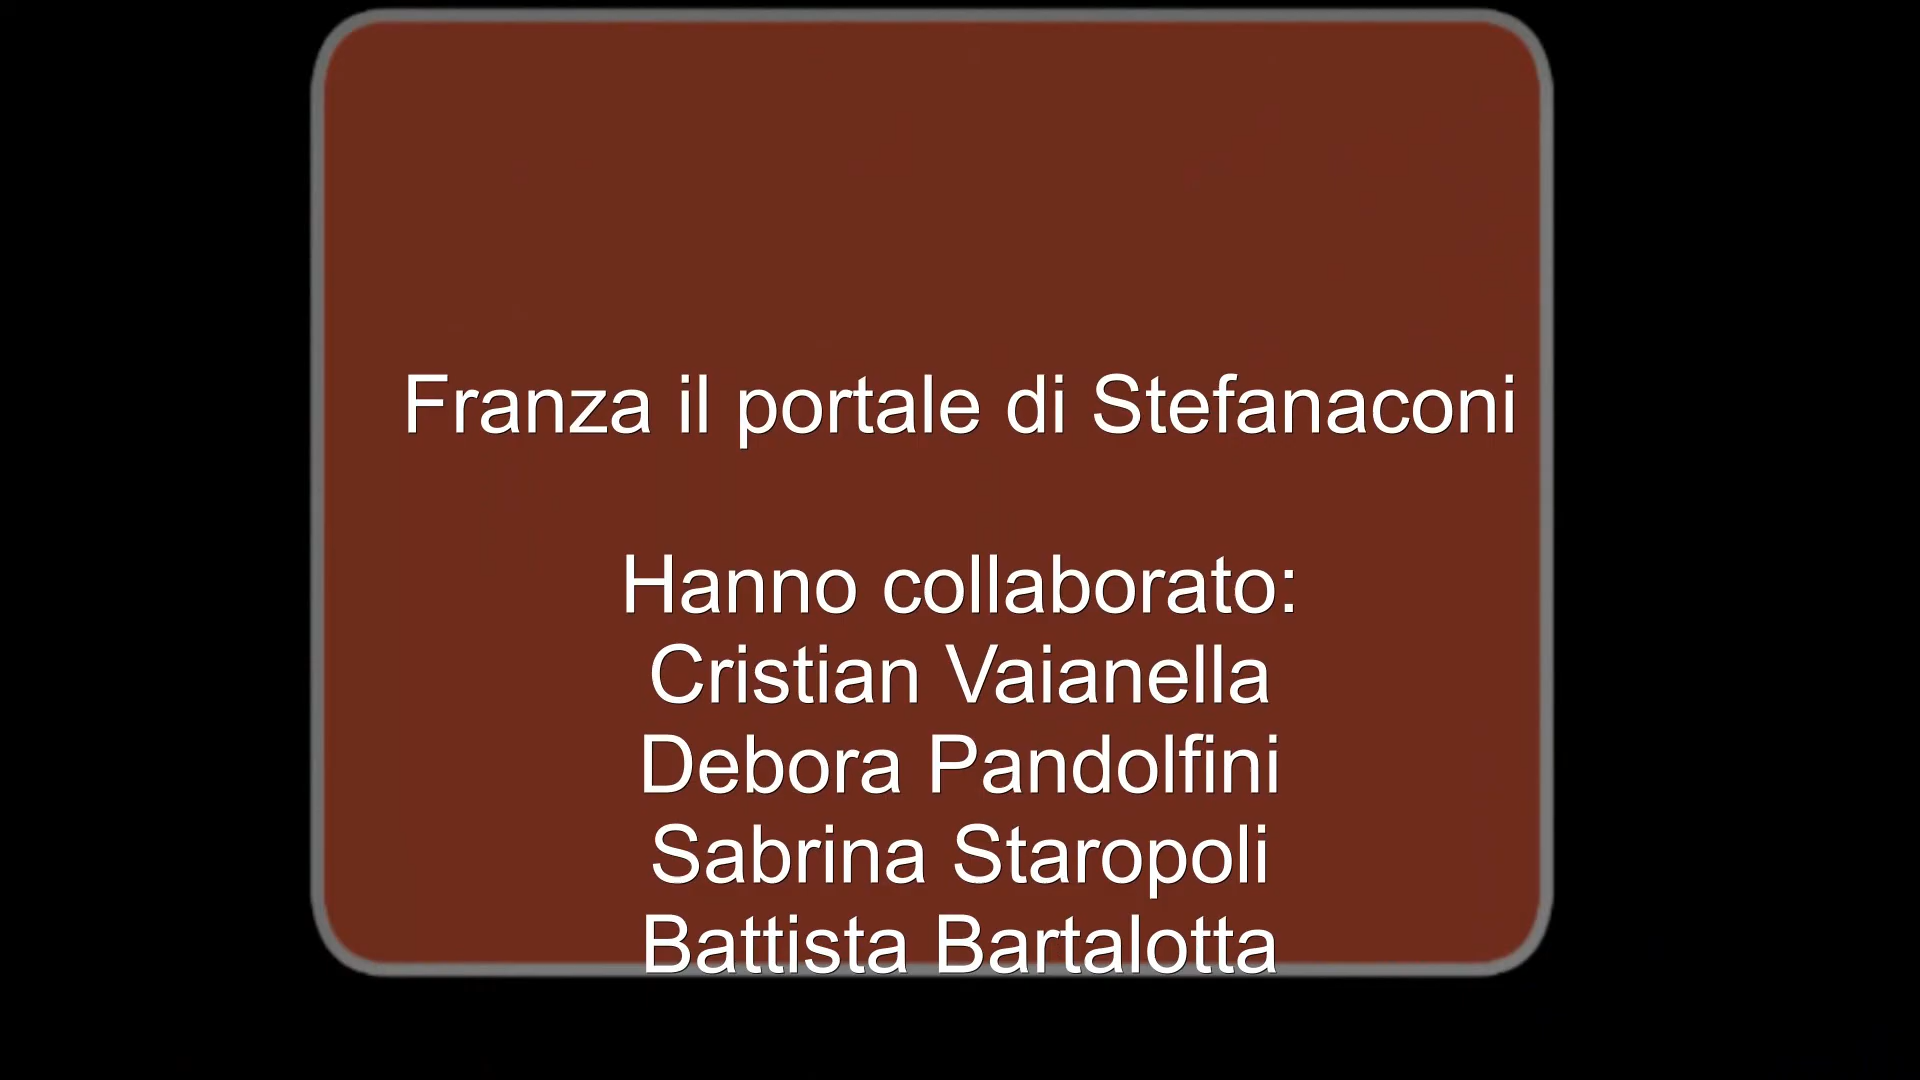 Franza il portale di Stefanaconi
Hanno collaborato:
Cristian Vaianella
Debora Pandolfini
Sabrina Staropoli
Battista Bartalotta